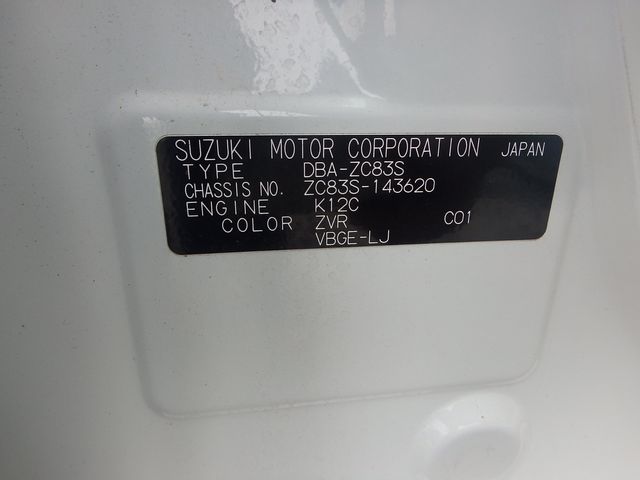 SUZUKI MOTOR CORPORATION JAPAN
TYPE DBA-ZC83S
CHASSIS NO. ZC83S-143620
ENGINE K12C
COLOR ZVR C01
VBGE-LJ